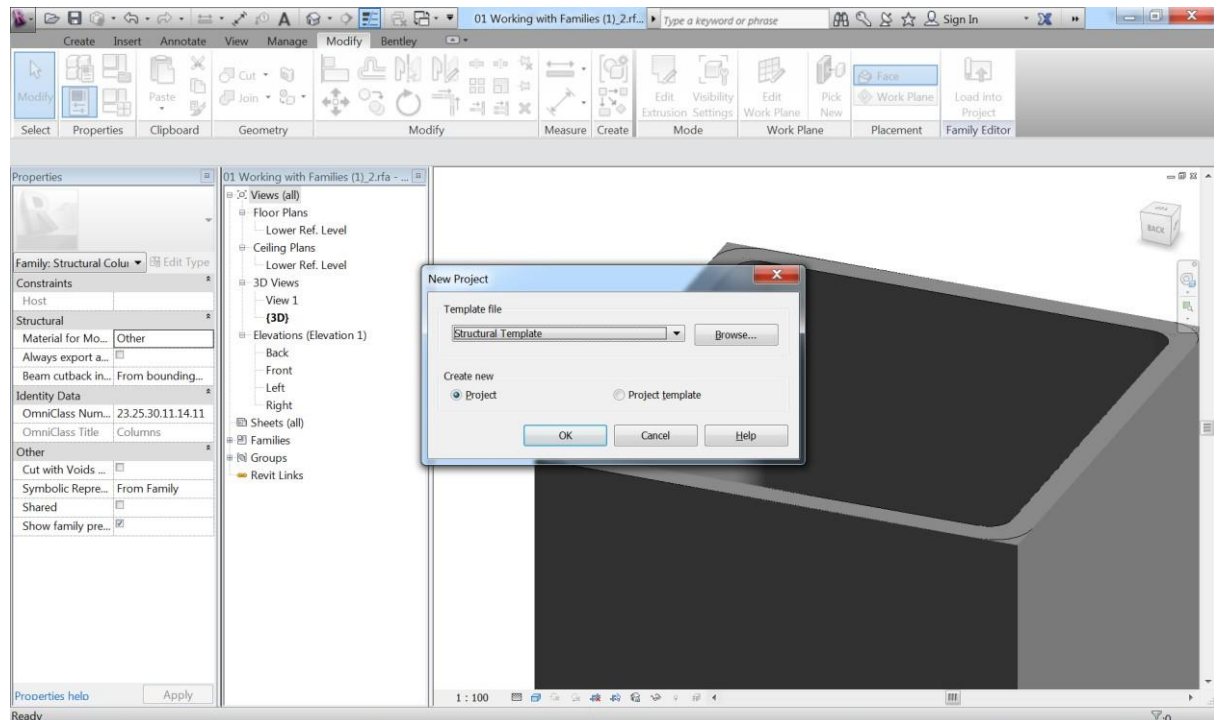 01 Working with Families (1)_2.rf...
Type a keyword or phrase
Sign In
Create Insert Annotate View Manage Modify Bentley
Modify
Paste
Cut
Join
Edit Extrusion
Visibility Settings
Edit Work Plane
Pick New
Face
Work Plane
Load into Project
Select Properties Clipboard Geometry Modify Measure Create Mode Work Plane Placement Family Editor
Properties
Family: Structural Colu
Edit Type
Constraints
Host
Structural
Material for Mo... Other
Always export a...
Beam cutback in... From bounding...
Identity Data
OmniClass Num... 23.25.30.11.14.11
OmniClass Title Columns
Other
Cut with Voids ...
Symbolic Repre... From Family
Shared
Show family pre...
Properties help
Apply
01 Working with Families (1)_2.rfa - ...
Views (all)
Floor Plans
Lower Ref. Level
Ceiling Plans
Lower Ref. Level
3D Views
View 1
{3D}
Elevations (Elevation 1)
Back
Front
Left
Right
Sheets (all)
Families
Groups
Revit Links
New Project
Template file
Structural Template
Browse...
Create new
Project
Project template
OK
Cancel
Help
BACK
1 : 100
Ready
:0